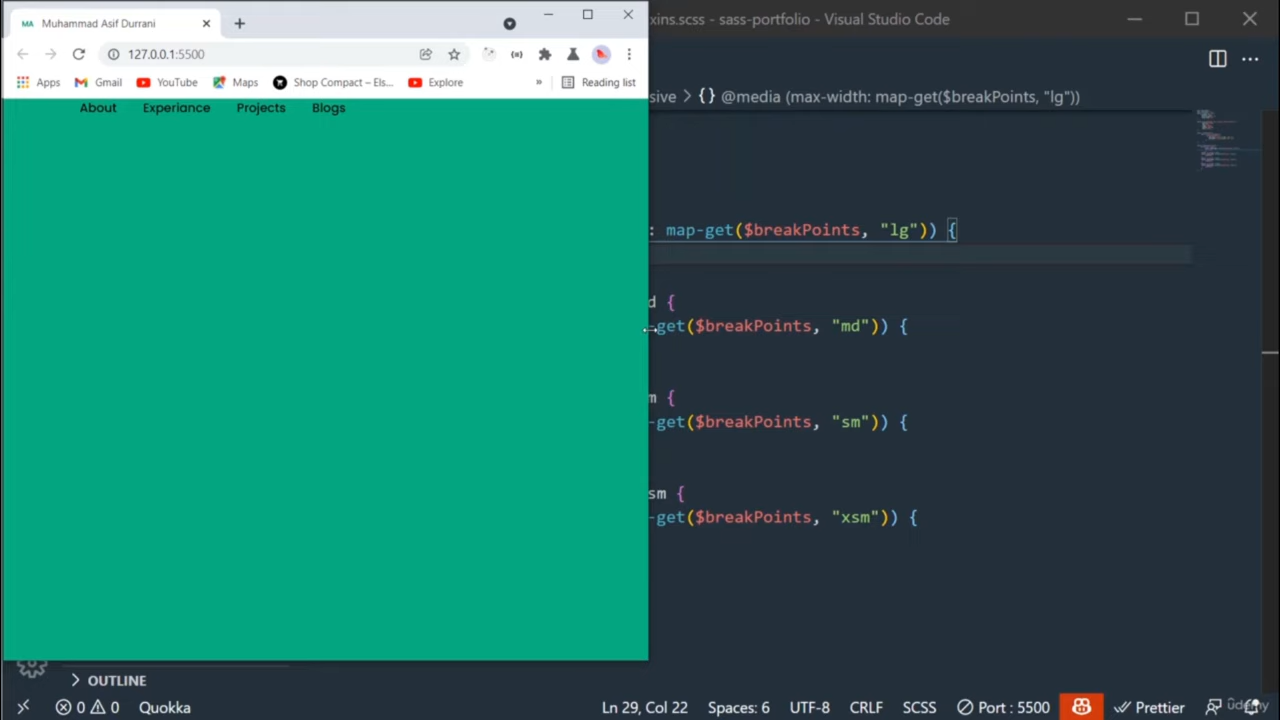 MA Muhammad Asif Durrani
xins.scss - sass-portfolio - Visual Studio Code
127.0.0.1:5500
Apps Gmail YouTube Maps Shop Compact – Els... Explore » Reading list
sive > {} @media (max-width: map-get($breakPoints, "lg"))
About Experiance Projects Blogs
: map-get($breakPoints, "lg")) {
d {
-get($breakPoints, "md")) {
m {
-get($breakPoints, "sm")) {
sm {
-get($breakPoints, "xsm")) {
> OUTLINE
0 0 Quokka Ln 29, Col 22 Spaces: 6 UTF-8 CRLF SCSS Port : 5500 Prettier
udemy